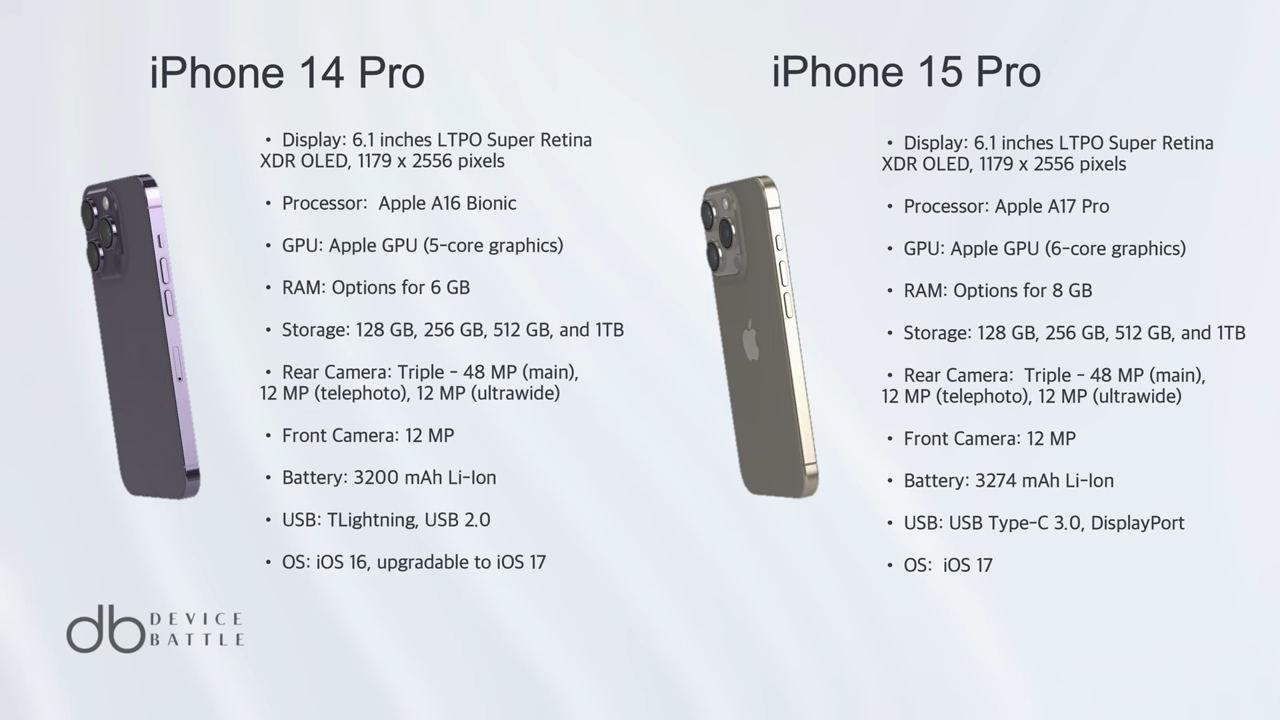 iPhone 14 Pro
• Display: 6.1 inches LTPO Super Retina
XDR OLED, 1179 x 2556 pixels
• Processor:  Apple A16 Bionic
• GPU: Apple GPU (5-core graphics)
• RAM: Options for 6 GB
• Storage: 128 GB, 256 GB, 512 GB, and 1TB
• Rear Camera: Triple - 48 MP (main),
12 MP (telephoto), 12 MP (ultrawide)
• Front Camera: 12 MP
• Battery: 3200 mAh Li-Ion
• USB: TLightning, USB 2.0
• OS: iOS 16, upgradable to iOS 17
iPhone 15 Pro
• Display: 6.1 inches LTPO Super Retina
XDR OLED, 1179 x 2556 pixels
• Processor: Apple A17 Pro
• GPU: Apple GPU (6-core graphics)
• RAM: Options for 8 GB
• Storage: 128 GB, 256 GB, 512 GB, and 1TB
• Rear Camera:  Triple - 48 MP (main),
12 MP (telephoto), 12 MP (ultrawide)
• Front Camera: 12 MP
• Battery: 3274 mAh Li-Ion
• USB: USB Type-C 3.0, DisplayPort
• OS:  iOS 17
db DEVICE
BATTLE